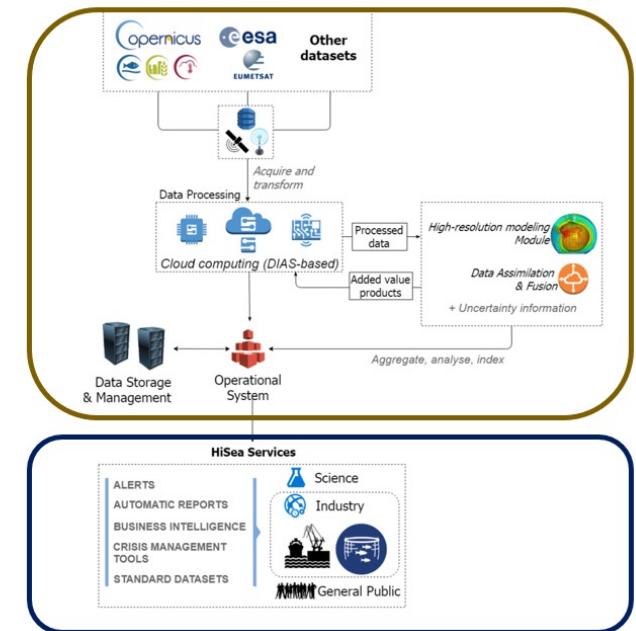 opernicus
esa
Other
datasets
EUMETSAT
Acquire and
transform
Data Processing
Cloud computing (DIAS-based)
Processed
data
High-resolution modeling
Module
Added value
products
Data Assimilation
& Fusion
+ Uncertainty information
Aggregate, analyse, index
Data Storage
& Management
Operational
System
HiSea Services
ALERTS
AUTOMATIC REPORTS
BUSINESS INTELLIGENCE
CRISIS MANAGEMENT
TOOLS
STANDARD DATASETS
Science
Industry
General Public